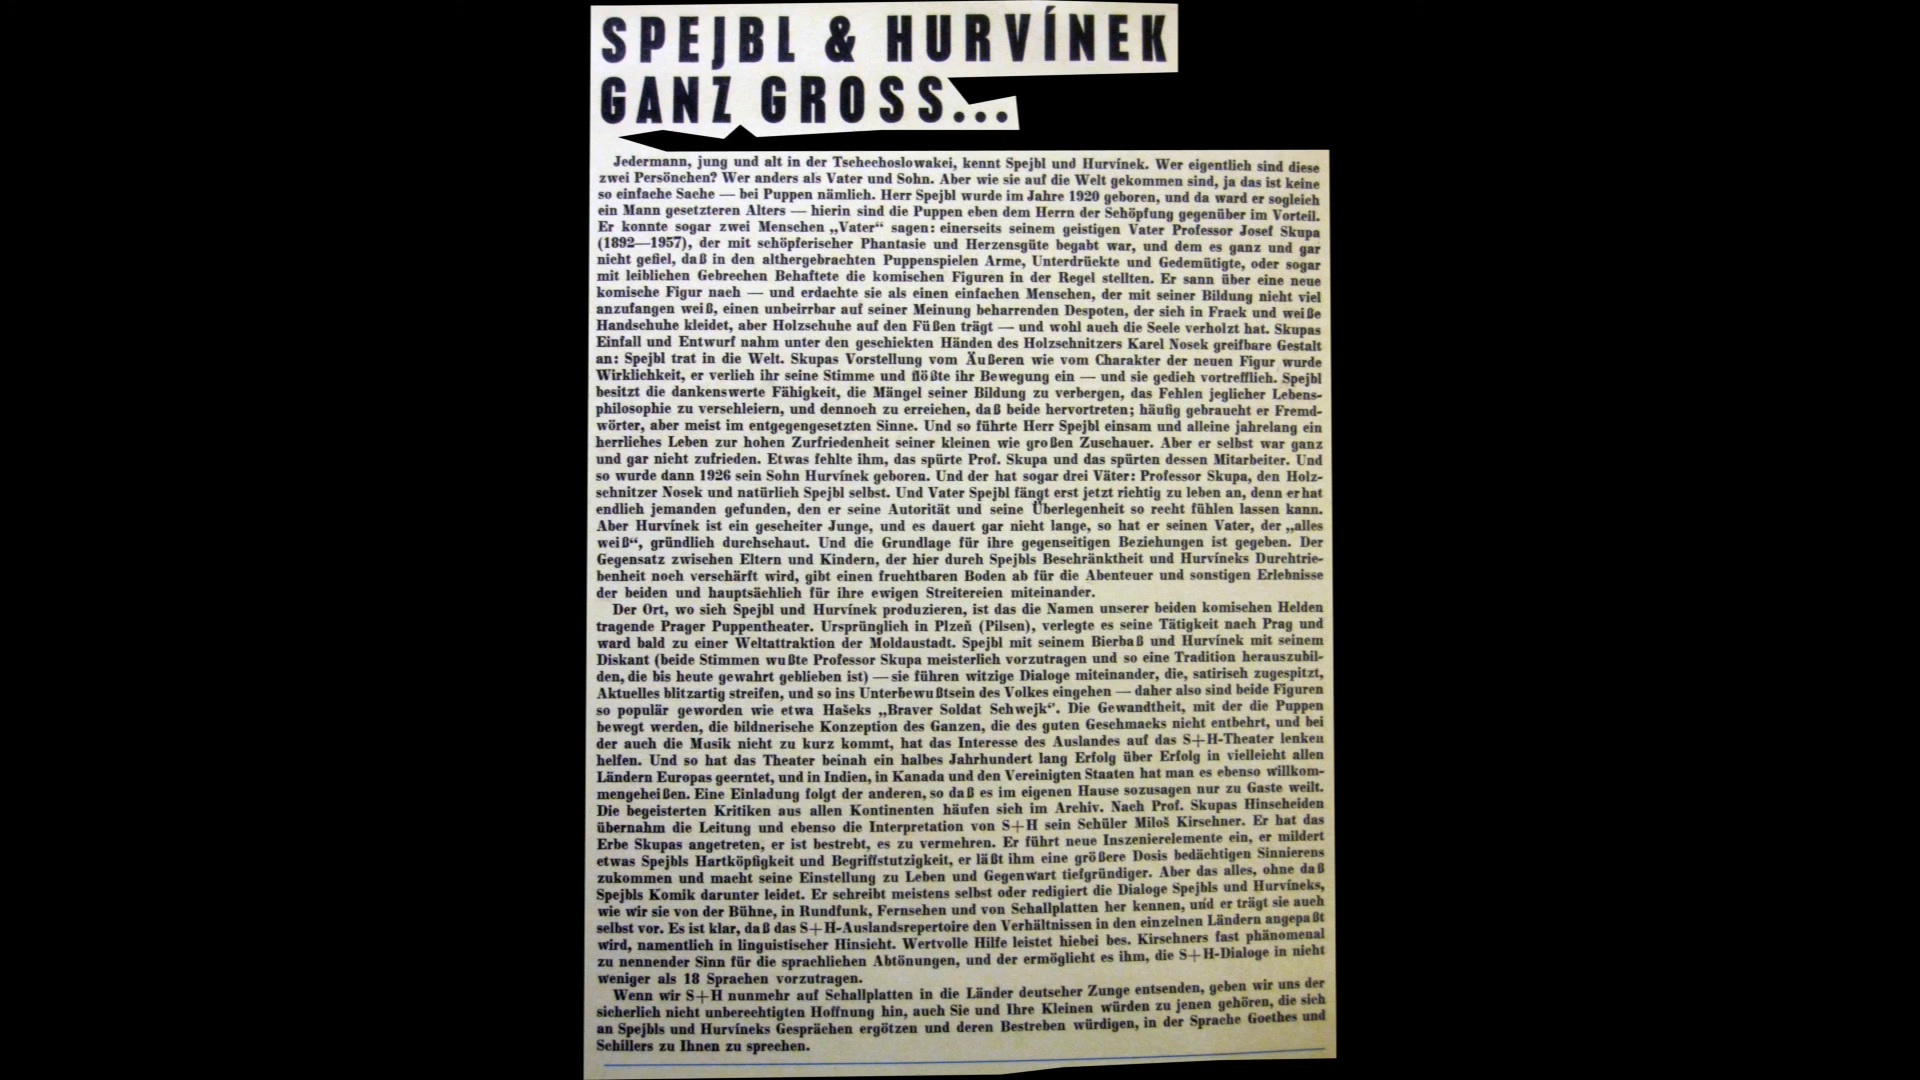 SPEJBL & HURVÍNEK
GANZ GROSS...
Jedermann, jung und alt in der Tschechoslowakei, kennt Spejbl und Hurvínek. Wer eigentlich sind diese
zwei Persönchen? Wer anders als Vater und Sohn. Aber wie sie auf die Welt gekommen sind, ja das ist keine
so einfache Sache — bei Puppen nämlich. Herr Spejbl wurde im Jahre 1920 geboren, und da ward er sogleich
ein Mann gesetzteren Alters — hierin sind die Puppen eben dem Herrn der Schöpfung gegenüber im Vorteil.
Er konnte sogar zwei Menschen „Vater“ sagen: einerseits seinem geistigen Vater Professor Josef Skupa
(1892—1957), der mit schöpferischer Phantasie und Herzensgüte begabt war, und dem es ganz und gar
nicht gefiel, daß in den althergebrachten Puppenspielen Arme, Unterdrückte und Gedemütigte, oder sogar
mit leiblichen Gebrechen Behaftete die komischen Figuren in der Regel stellten. Er sann über eine neue
komische Figur nach — und erdachte sie als einen einfachen Menschen, der mit seiner Bildung nicht viel
anzufangen weiß, einen unbeirrbar auf seiner Meinung beharrenden Despoten, der sich in Frack und weiße
Handschuhe kleidet, aber Holzschuhe auf den Füßen trägt — und wohl auch die Seele verholzt hat. Skupas
Einfall und Entwurf nahm unter den geschickten Händen des Holzschnitzers Karel Nosek greifbare Gestalt
an: Spejbl trat in die Welt. Skupas Vorstellung vom Äußeren wie vom Charakter der neuen Figur wurde
Wirklichkeit, er verlieh ihr seine Stimme und flößte ihr Bewegung ein — und sie gedieh vortrefflich. Spejbl
besitzt die dankenswerte Fähigkeit, die Mängel seiner Bildung zu verbergen, das Fehlen jeglicher Lebens-
philosophie zu verschleiern, und dennoch zu erreichen, daß beide hervortreten; häufig gebraucht er Fremd-
wörter, aber meist im entgegengesetzten Sinne. Und so führte Herr Spejbl einsam und alleine jahrelang ein
herrliches Leben zur hohen Zurfriedenheit seiner kleinen wie großen Zuschauer. Aber er selbst war ganz
und gar nicht zufrieden. Etwas fehlte ihm, das spürte Prof. Skupa und das spürten dessen Mitarbeiter. Und
so wurde dann 1926 sein Sohn Hurvínek geboren. Und der hat sogar drei Väter: Professor Skupa, den Holz-
schnitzer Nosek und natürlich Spejbl selbst. Und Vater Spejbl fängt erst jetzt richtig zu leben an, denn er hat
endlich jemanden gefunden, den er seine Autorität und seine Überlegenheit so recht fühlen lassen kann.
Aber Hurvínek ist ein gescheiter Junge, und es dauert gar nicht lange, so hat er seinen Vater, der „alles
weiß“, gründlich durchschaut. Und die Grundlage für ihre gegenseitigen Beziehungen ist gegeben. Der
Gegensatz zwischen Eltern und Kindern, der hier durch Spejbls Beschränktheit und Hurvíneks Durchtrie-
benheit noch verschärft wird, gibt einen fruchtbaren Boden ab für die Abenteuer und sonstigen Erlebnisse
der beiden und hauptsächlich für ihre ewigen Streitereien miteinander.
Der Ort, wo sich Spejbl und Hurvínek produzieren, ist das die Namen unserer beiden komischen Helden
tragende Prager Puppentheater. Ursprünglich in Plzeň (Pilsen), verlegte es seine Tätigkeit nach Prag und
ward bald zu einer Weltattraktion der Moldaustadt. Spejbl mit seinem Bierbaß und Hurvínek mit seinem
Diskant (beide Stimmen wußte Professor Skupa meisterlich vorzutragen und so eine Tradition herauszubil-
den, die bis heute gewahrt geblieben ist) — sie führen witzige Dialoge miteinander, die, satirisch zugespitzt,
Aktuelles blitzartig streifen, und so ins Unterbewußtsein des Volkes eingehen — daher also sind beide Figuren
so populär geworden wie etwa Hašeks „Braver Soldat Schwejk“. Die Gewandtheit, mit der die Puppen
bewegt werden, die bildnerische Konzeption des Ganzen, die des guten Geschmacks nicht entbehrt, und bei
der auch die Musik nicht zu kurz kommt, hat das Interesse des Auslandes auf das S+H-Theater lenken
helfen. Und so hat das Theater beinah ein halbes Jahrhundert lang Erfolg über Erfolg in vielleicht allen
Ländern Europas geerntet, und in Indien, in Kanada und den Vereinigten Staaten hat man es ebenso willkom-
mengeheißen. Eine Einladung folgt der anderen, so daß es im eigenen Hause sozusagen nur zu Gaste weilt.
Die begeisterten Kritiken aus allen Kontinenten häufen sich im Archiv. Nach Prof. Skupas Hinscheiden
übernahm die Leitung und ebenso die Interpretation von S+H sein Schüler Miloš Kirschner. Er hat das
Erbe Skupas angetreten, er ist bestrebt, es zu vermehren. Er führt neue Inszenierelemente ein, er mildert
etwas Spejbls Hartköpfigkeit und Begriffstutzigkeit, er läßt ihm eine größere Dosis bedächtigen Sinnierens
zukommen und macht seine Einstellung zu Leben und Gegenwart tiefgründiger. Aber das alles, ohne daß
Spejbls Komik darunter leidet. Er schreibt meistens selbst oder redigiert die Dialoge Spejbls und Hurvíneks,
wie wir sie von der Bühne, in Rundfunk, Fernsehen und von Schallplatten her kennen, und er trägt sie auch
selbst vor. Es ist klar, daß das S+H-Auslandsrepertoire den Verhältnissen in den einzelnen Ländern angepaßt
wird, namentlich in linguistischer Hinsicht. Wertvolle Hilfe leistet hiebei bes. Kirschners fast phänomenal
zu nennender Sinn für die sprachlichen Abtönungen, und der ermöglicht es ihm, die S+H-Dialoge in nicht
weniger als 18 Sprachen vorzutragen.
Wenn wir S+H nunmehr auf Schallplatten in die Länder deutscher Zunge entsenden, geben wir uns der
sicherlich nicht unberechtigten Hoffnung hin, auch Sie und Ihre Kleinen würden zu jenen gehören, die sich
an Spejbls und Hurvíneks Gesprächen ergötzen und deren Bestreben würdigen, in der Sprache Goethes und
Schillers zu Ihnen zu sprechen.